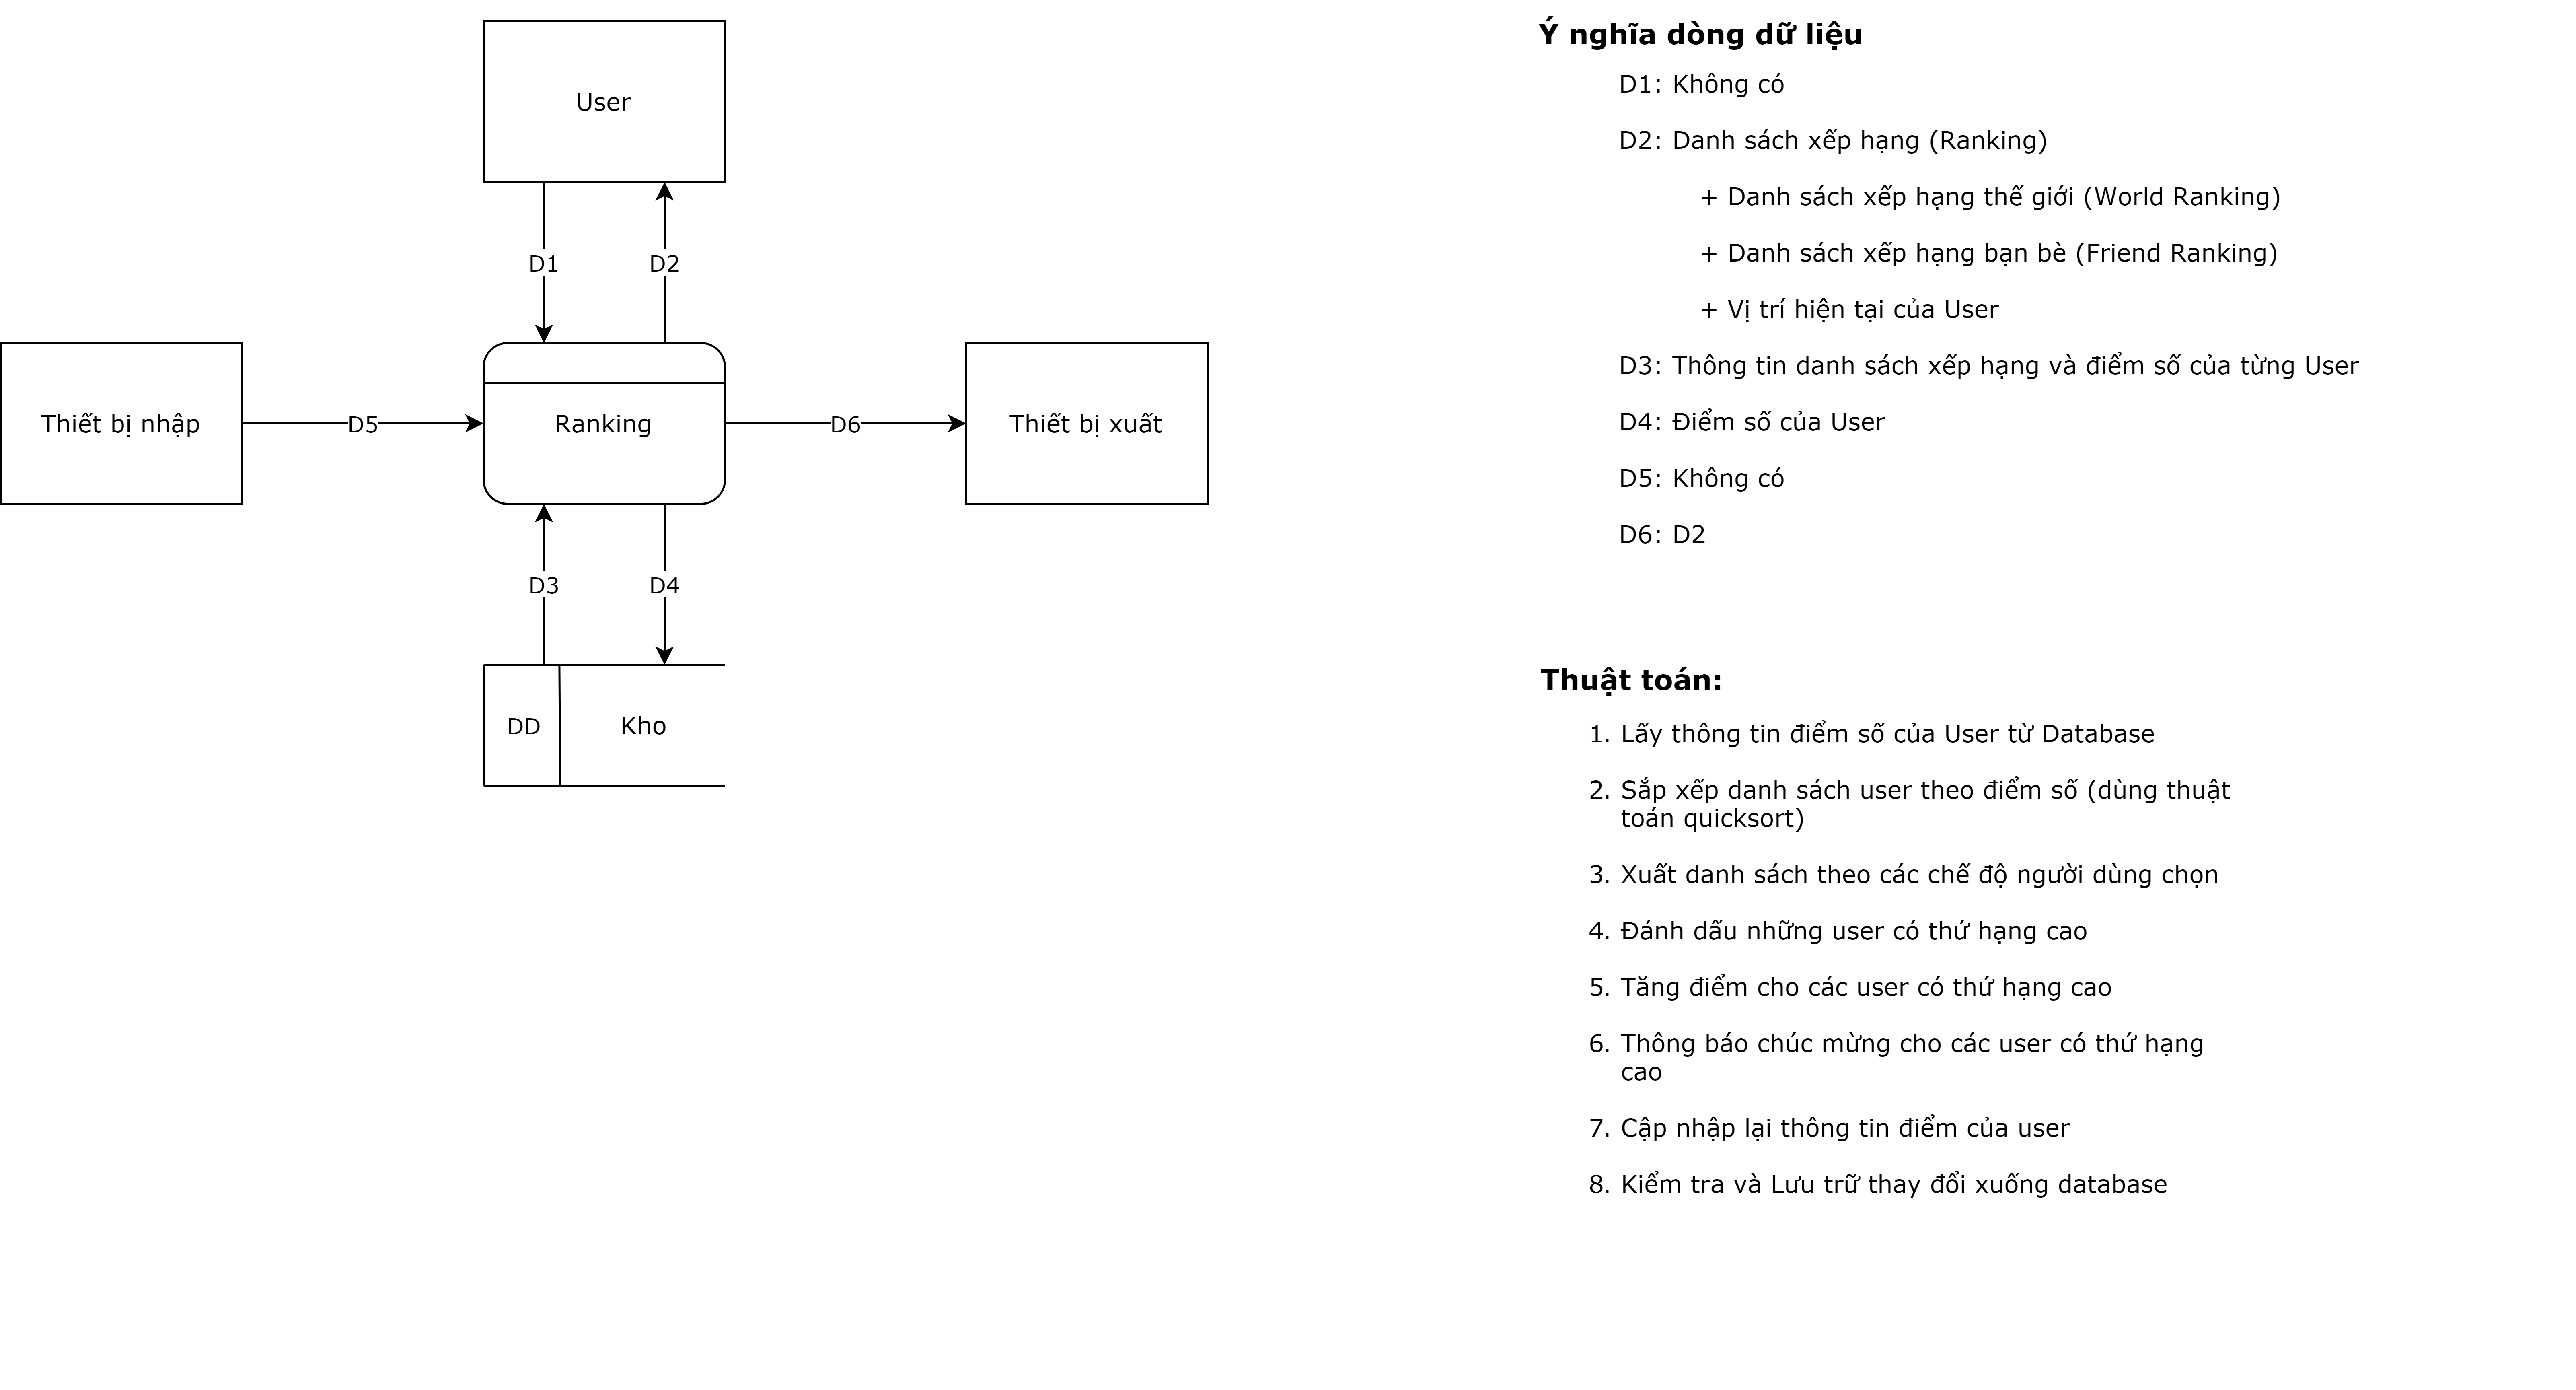 User
D1
D2
Thiết bị nhập
D5
Ranking
D6
Thiết bị xuất
D3
D4
DD
Kho
Ý nghĩa dòng dữ liệu
D1: Không có
D2: Danh sách xếp hạng (Ranking)
+ Danh sách xếp hạng thế giới (World Ranking)
+ Danh sách xếp hạng bạn bè (Friend Ranking)
+ Vị trí hiện tại của User
D3: Thông tin danh sách xếp hạng và điểm số của từng User
D4: Điểm số của User
D5: Không có
D6: D2
Thuật toán:
1. Lấy thông tin điểm số của User từ Database
2. Sắp xếp danh sách user theo điểm số (dùng thuật
toán quicksort)
3. Xuất danh sách theo các chế độ người dùng chọn
4. Đánh dấu những user có thứ hạng cao
5. Tăng điểm cho các user có thứ hạng cao
6. Thông báo chúc mừng cho các user có thứ hạng
cao
7. Cập nhập lại thông tin điểm của user
8. Kiểm tra và Lưu trữ thay đổi xuống database